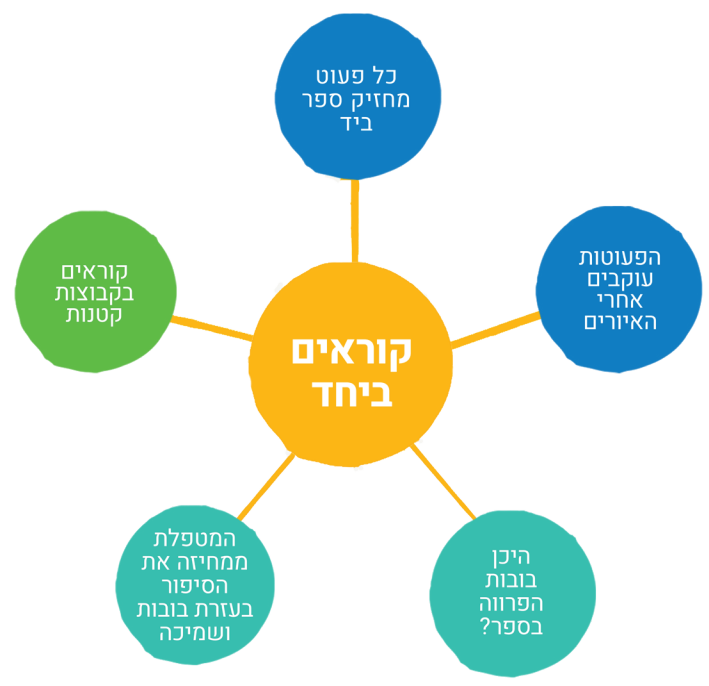 כל פעוט
מחזיק ספר
ביד
הפעוטות
עוקבים
אחרי
האיורים
קוראים
בקבוצות
קטנות
קוראים
ביחד
היכן
בובות
הפרווה
בספר?
המטפלת
ממחיזה את
הסיפור
בעזרת בובות
ושמיכה